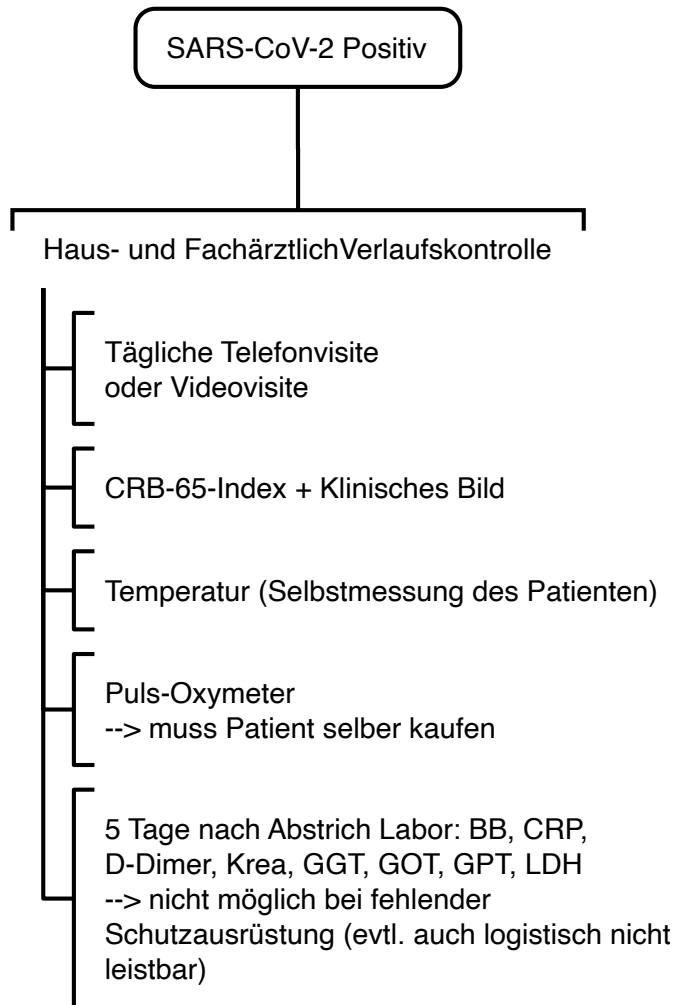 SARS-CoV-2 Positiv
Haus- und FachärztlichVerlaufskontrolle
Tägliche Telefonvisite
oder Videovisite
CRB-65-Index + Klinisches Bild
Temperatur (Selbstmessung des Patienten)
Puls-Oxymeter
--> muss Patient selber kaufen
5 Tage nach Abstrich Labor: BB, CRP,
D-Dimer, Krea, GGT, GOT, GPT, LDH
--> nicht möglich bei fehlender
Schutzausrüstung (evtl. auch logistisch nicht
leistbar)